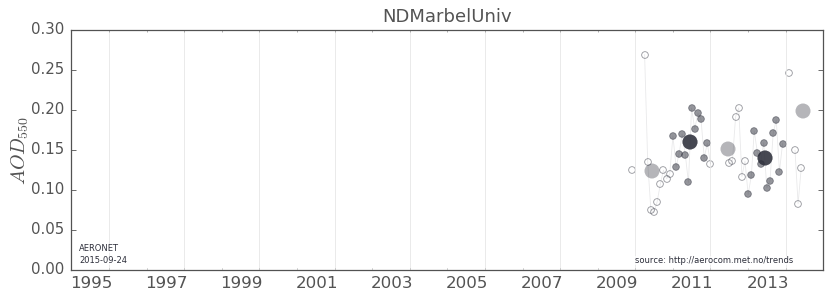 NDMarbelUniv
0.30
0.25
0.20
0.15
0.10
0.05
0.00
AOD550
AERONET
2015-09-24
source: http://aerocom.met.no/trends
1995 1997 1999 2001 2003 2005 2007 2009 2011 2013